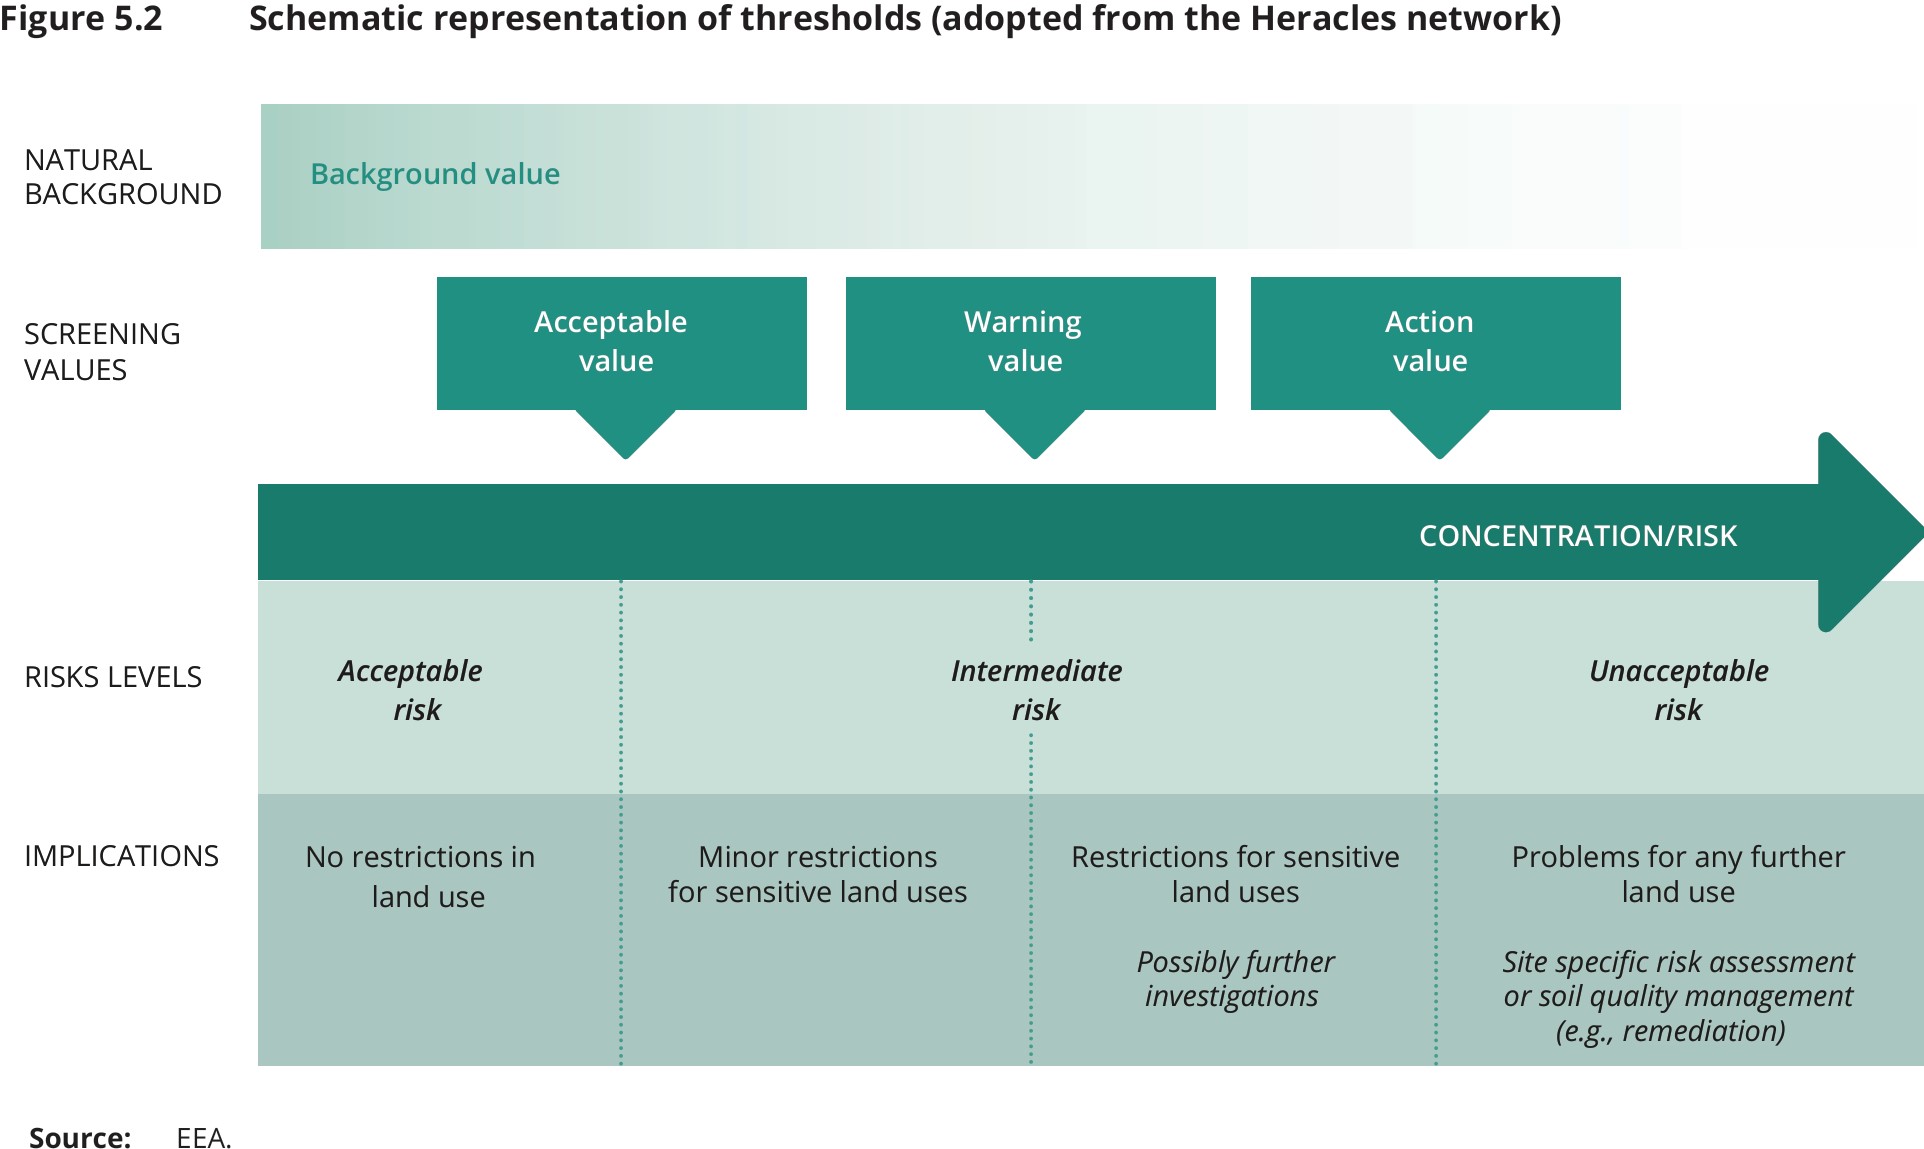 Figure 5.2 Schematic representation of thresholds (adopted from the Heracles network)
NATURAL
BACKGROUND
Background value
SCREENING
VALUES
Acceptable
value
Warning
value
Action
value
CONCENTRATION/RISK
RISKS LEVELS
Acceptable
risk
Intermediate
risk
Unacceptable
risk
IMPLICATIONS
No restrictions in
land use
Minor restrictions
for sensitive land uses
Restrictions for sensitive
land uses
Possibly further
investigations
Problems for any further
land use
Site specific risk assessment
or soil quality management
(e.g., remediation)
Source: EEA.